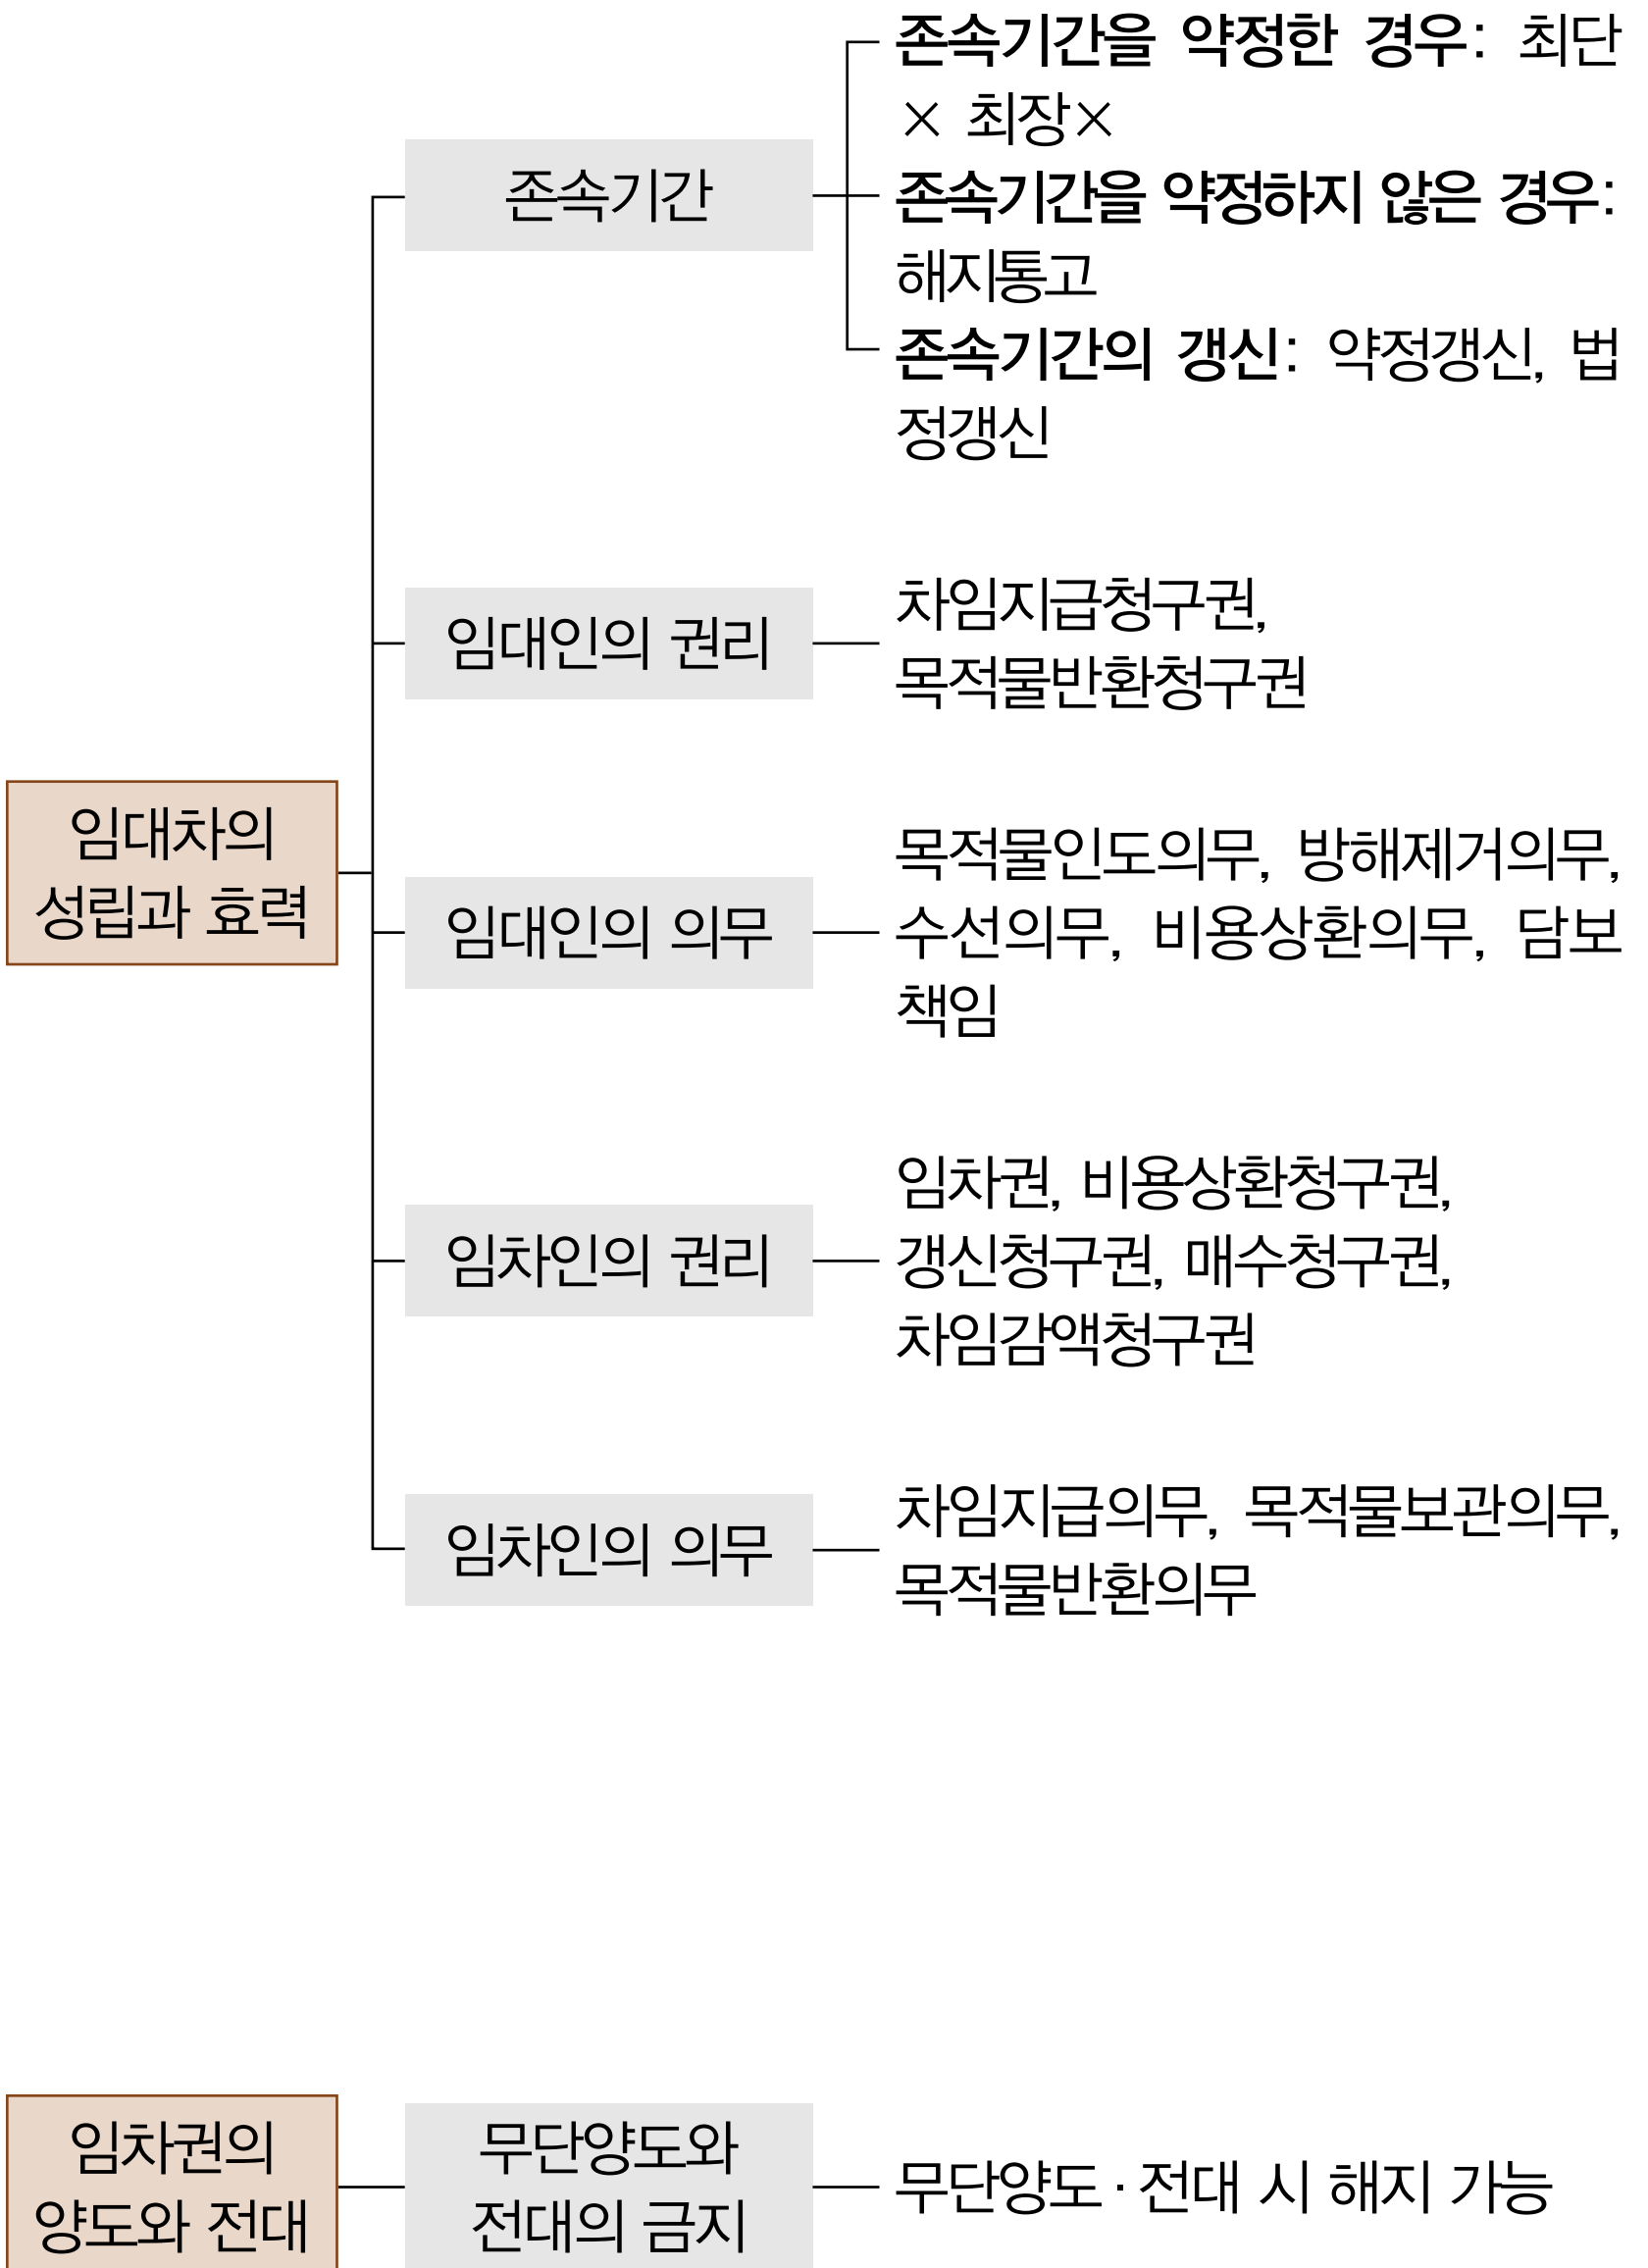 임대차의
성립과 효력
존속기간
존속기간을 약정한 경우: 최단
× 최장×
존속기간을 약정하지 않은 경우:
해지통고
존속기간의 갱신: 약정갱신, 법
정갱신
임대인의 권리
차임지급청구권,
목적물반환청구권
임대인의 의무
목적물인도의무, 방해제거의무,
수선의무, 비용상환의무, 담보
책임
임차인의 권리
임차권, 비용상환청구권,
갱신청구권, 매수청구권,
차임감액청구권
임차인의 의무
차임지급의무, 목적물보관의무,
목적물반환의무
임차권의
양도와 전대
무단양도와
전대의 금지
무단양도 · 전대 시 해지 가능